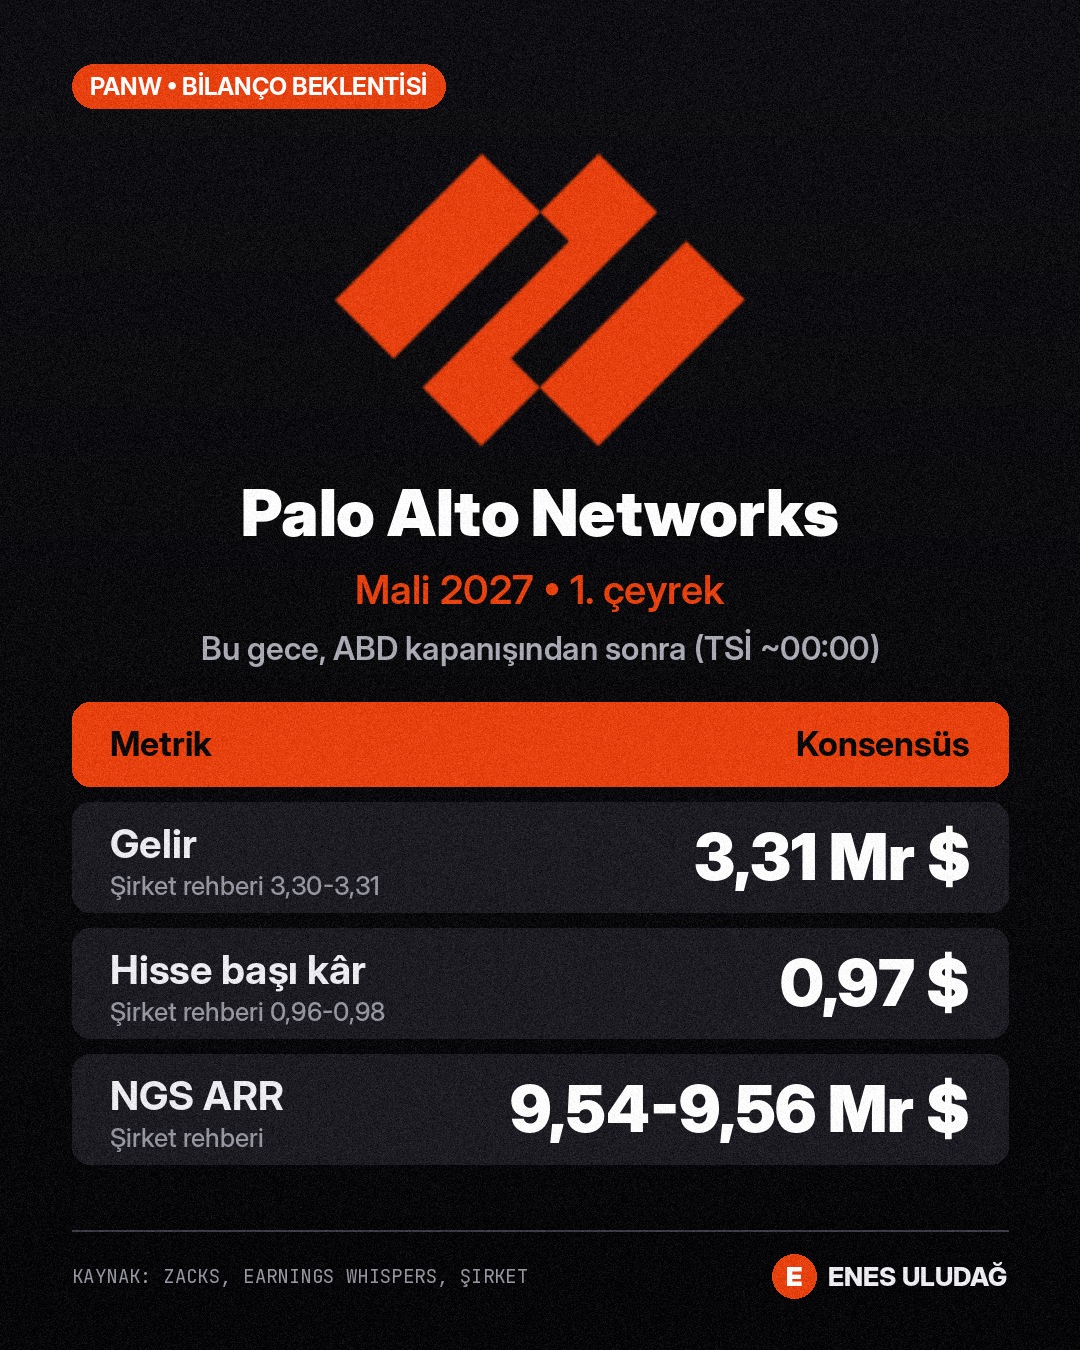 PANW • BİLANÇO BEKLENTİSİ
Palo Alto Networks
Mali 2027 • 1. çeyrek
Bu gece, ABD kapanışından sonra (TSİ ~00:00)
Metrik Konsensüs
Gelir 3,31 Mr $
Şirket rehberi 3,30-3,31
Hisse başı kâr 0,97 $
Şirket rehberi 0,96-0,98
NGS ARR 9,54-9,56 Mr $
Şirket rehberi
KAYNAK: ZACKS, EARNINGS WHISPERS, ŞIRKET
E ENES ULUDAĞ